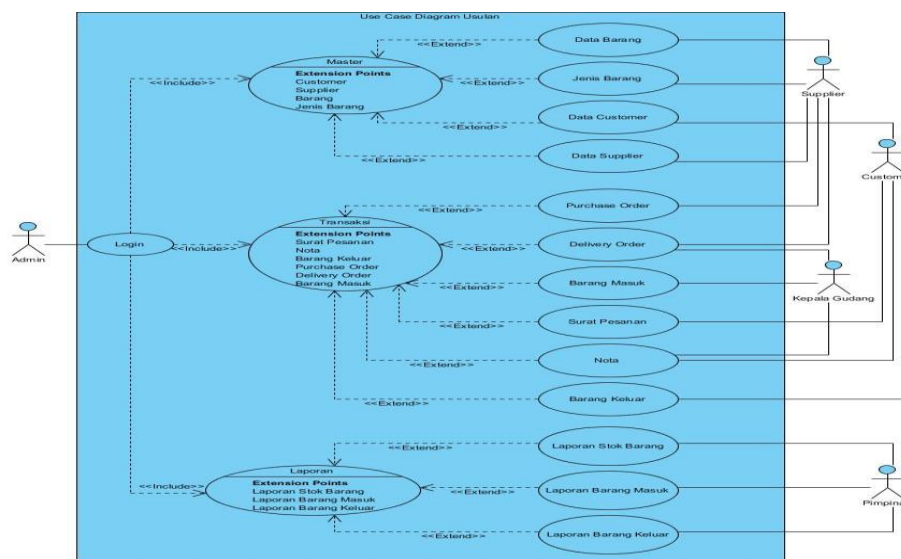 Use Case Diagram Usulan
<<Extend>>
Data Barang
Master
Extension Points
Customer
Supplier
Barang
Jenis Barang
<<Include>>
<<Extend>>
Jenis Barang
Supplier
<<Extend>>
Data Customer
<<Extend>>
Data Supplier
Custom
Purchase Order
<<Extend>>
Transaksi
Extension Points
Surat Pesanan
Nota
Barang Keluar
Purchase Order
Delivery Order
Barang Masuk
Admin
Login
<<Include>>
<<Extend>>
Delivery Order
<<Extend>>
Barang Masuk
Kepala Gudang
<<Extend>>
Surat Pesanan
<<Extend>>
Nota
<<Extend>>
Barang Keluar
<<Extend>>
Laporan Stok Barang
Laporan
Extension Points
Laporan Stok Barang
Laporan Barang Masuk
Laporan Barang Keluar
<<Include>>
<<Extend>>
Laporan Barang Masuk
Pimpina
<<Extend>>
Laporan Barang Keluar